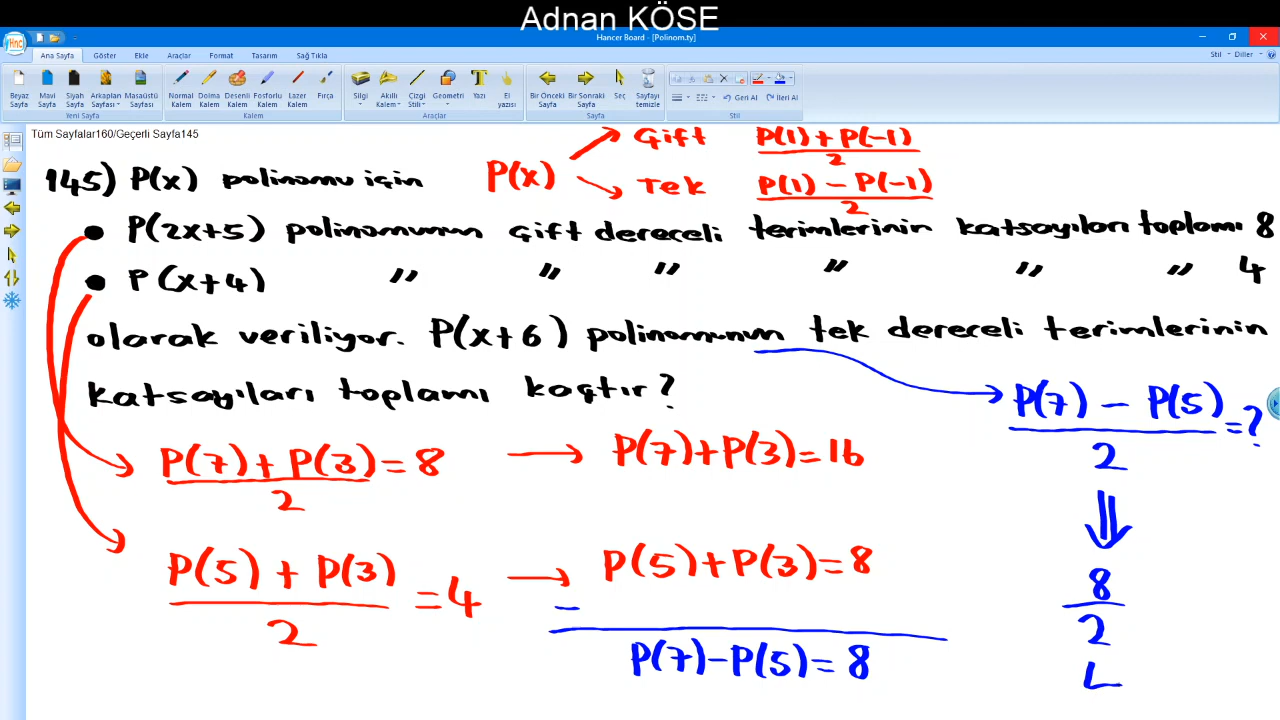 Adnan KÖSE
Hancer Board - [Polinom.ty]
Ana Sayfa Göster Ekle Araçlar Format Tasarım Sağ Tıkla Stil Diller
Beyaz Sayfa Mavi Sayfa Siyah Sayfa Arkaplan Sayfası Masaüstü Sayfası Normal Kalem Dolma Kalem Desenli Kalem Fosforlu Kalem Lazer Kalem Fırça Silgi Akıllı Kalem Çizgi Stili Geometri Yazı El yazısı Bir Önceki Sayfa Bir Sonraki Sayfa Seç Sayfayı temizle Geri Al İleri Al
Yeni Sayfa Kalem Araçlar Stil
Tüm Sayfalar160/Geçerli Sayfa145
Çift P(1) + P(-1) / 2
145) P(x) polinomu için P(x)
Tek P(1) - P(-1) / 2
• P(2x+5) polinomunun çift dereceli terimlerinin katsayıları toplamı 8
• P(x+4) " " " " " " 4
olarak veriliyor. P(x+6) polinomunun tek dereceli terimlerinin
katsayıları toplamı kaçtır?
P(7) - P(5) / 2 = ?
P(7) + P(3) / 2 = 8 → P(7)+P(3)=16
P(5) + P(3) / 2 = 4 → P(5)+P(3)=8
8 / 2
P(7)-P(5)=8